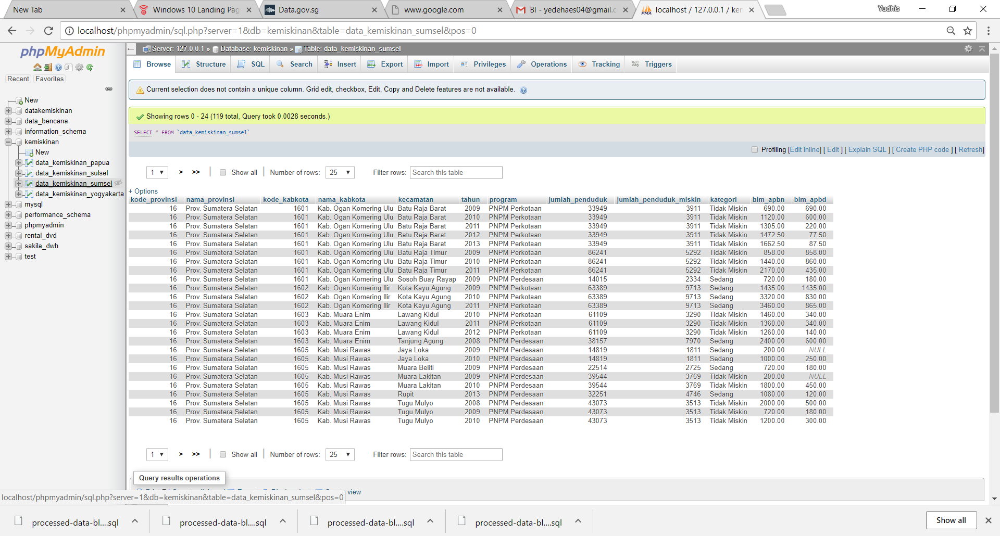 New Tab
Windows 10 Landing Pag
Data.gov.sg
www.google.com
BI - yedehaes04@gmail.c
localhost / 127.0.0.1 / ken
Yudhis
localhost/phpmyadmin/sql.php?server=1&db=kemiskinan&table=data_kemiskinan_sumsel&pos=0
phpMyAdmin
Recent Favorites
New
datakemiskinan
data_bencana
information_schema
kemiskinan
New
data_kemiskinan_papua
data_kemiskinan_sulsel
data_kemiskinan_sumsel
data_kemiskinan_yogyakarta
mysql
performance_schema
phpmyadmin
rental_dvd
sakila_dwh
test
Server: 127.0.0.1 » Database: kemiskinan » Table: data_kemiskinan_sumsel
Browse Structure SQL Search Insert Export Import Privileges Operations Tracking Triggers
Current selection does not contain a unique column. Grid edit, checkbox, Edit, Copy and Delete features are not available.
Showing rows 0 - 24 (119 total, Query took 0.0028 seconds.)
SELECT * FROM `data_kemiskinan_sumsel`
Profiling [Edit inline] [ Edit ] [ Explain SQL ] [ Create PHP code ] [ Refresh]
1 > >> | Show all | Number of rows: 25 Filter rows: Search this table
+ Options
kode_provinsi nama_provinsi kode_kabkota nama_kabkota kecamatan tahun program jumlah_penduduk jumlah_penduduk_miskin kategori blm_apbn blm_apbd
16 Prov. Sumatera Selatan 1601 Kab. Ogan Komering Ulu Batu Raja Barat 2009 PNPM Perkotaan 33949 3911 Tidak Miskin 690.00 690.00
16 Prov. Sumatera Selatan 1601 Kab. Ogan Komering Ulu Batu Raja Barat 2010 PNPM Perkotaan 33949 3911 Tidak Miskin 1120.00 600.00
16 Prov. Sumatera Selatan 1601 Kab. Ogan Komering Ulu Batu Raja Barat 2011 PNPM Perkotaan 33949 3911 Tidak Miskin 1305.00 220.00
16 Prov. Sumatera Selatan 1601 Kab. Ogan Komering Ulu Batu Raja Barat 2012 PNPM Perkotaan 33949 3911 Tidak Miskin 1472.50 77.50
16 Prov. Sumatera Selatan 1601 Kab. Ogan Komering Ulu Batu Raja Barat 2013 PNPM Perkotaan 33949 3911 Tidak Miskin 1662.50 87.50
16 Prov. Sumatera Selatan 1601 Kab. Ogan Komering Ulu Batu Raja Timur 2009 PNPM Perkotaan 86241 5292 Tidak Miskin 858.00 858.00
16 Prov. Sumatera Selatan 1601 Kab. Ogan Komering Ulu Batu Raja Timur 2010 PNPM Perkotaan 86241 5292 Tidak Miskin 1440.00 860.00
16 Prov. Sumatera Selatan 1601 Kab. Ogan Komering Ulu Batu Raja Timur 2011 PNPM Perkotaan 86241 5292 Tidak Miskin 2170.00 435.00
16 Prov. Sumatera Selatan 1601 Kab. Ogan Komering Ulu Sosoh Buay Rayap 2009 PNPM Perdesaan 14015 2334 Sedang 720.00 180.00
16 Prov. Sumatera Selatan 1602 Kab. Ogan Komering Ilir Kota Kayu Agung 2009 PNPM Perkotaan 63389 9713 Sedang 1435.00 1435.00
16 Prov. Sumatera Selatan 1602 Kab. Ogan Komering Ilir Kota Kayu Agung 2010 PNPM Perkotaan 63389 9713 Sedang 3320.00 830.00
16 Prov. Sumatera Selatan 1602 Kab. Ogan Komering Ilir Kota Kayu Agung 2011 PNPM Perkotaan 63389 9713 Sedang 3460.00 865.00
16 Prov. Sumatera Selatan 1603 Kab. Muara Enim Lawang Kidul 2010 PNPM Perkotaan 61109 3290 Tidak Miskin 1460.00 340.00
16 Prov. Sumatera Selatan 1603 Kab. Muara Enim Lawang Kidul 2011 PNPM Perkotaan 61109 3290 Tidak Miskin 1360.00 340.00
16 Prov. Sumatera Selatan 1603 Kab. Muara Enim Lawang Kidul 2012 PNPM Perkotaan 61109 3290 Tidak Miskin 1260.00 140.00
16 Prov. Sumatera Selatan 1603 Kab. Muara Enim Tanjung Agung 2008 PNPM Perdesaan 38157 7970 Sedang 2400.00 600.00
16 Prov. Sumatera Selatan 1605 Kab. Musi Rawas Jaya Loka 2009 PNPM Perdesaan 14819 1811 Sedang 200.00 NULL
16 Prov. Sumatera Selatan 1605 Kab. Musi Rawas Jaya Loka 2010 PNPM Perdesaan 14819 1811 Sedang 1000.00 250.00
16 Prov. Sumatera Selatan 1605 Kab. Musi Rawas Muara Beliti 2009 PNPM Perdesaan 22514 2725 Sedang 720.00 180.00
16 Prov. Sumatera Selatan 1605 Kab. Musi Rawas Muara Lakitan 2009 PNPM Perdesaan 39544 3769 Tidak Miskin 200.00 NULL
16 Prov. Sumatera Selatan 1605 Kab. Musi Rawas Muara Lakitan 2010 PNPM Perdesaan 39544 3769 Tidak Miskin 1800.00 450.00
16 Prov. Sumatera Selatan 1605 Kab. Musi Rawas Rupit 2013 PNPM Perdesaan 32251 4746 Sedang 1080.00 120.00
16 Prov. Sumatera Selatan 1605 Kab. Musi Rawas Tugu Mulyo 2008 PNPM Perdesaan 43073 3513 Tidak Miskin 2000.00 500.00
16 Prov. Sumatera Selatan 1605 Kab. Musi Rawas Tugu Mulyo 2009 PNPM Perdesaan 43073 3513 Tidak Miskin 720.00 180.00
16 Prov. Sumatera Selatan 1605 Kab. Musi Rawas Tugu Mulyo 2010 PNPM Perdesaan 43073 3513 Tidak Miskin 1200.00 300.00
1 > >> | Show all | Number of rows: 25 Filter rows: Search this table
Query results operations
view
localhost/phpmyadmin/sql.php?server=1&db=kemiskinan&table=data_kemiskinan_sumsel&pos=0
processed-data-bl....sql
processed-data-bl....sql
processed-data-bl....sql
processed-data-bl....sql
Show all